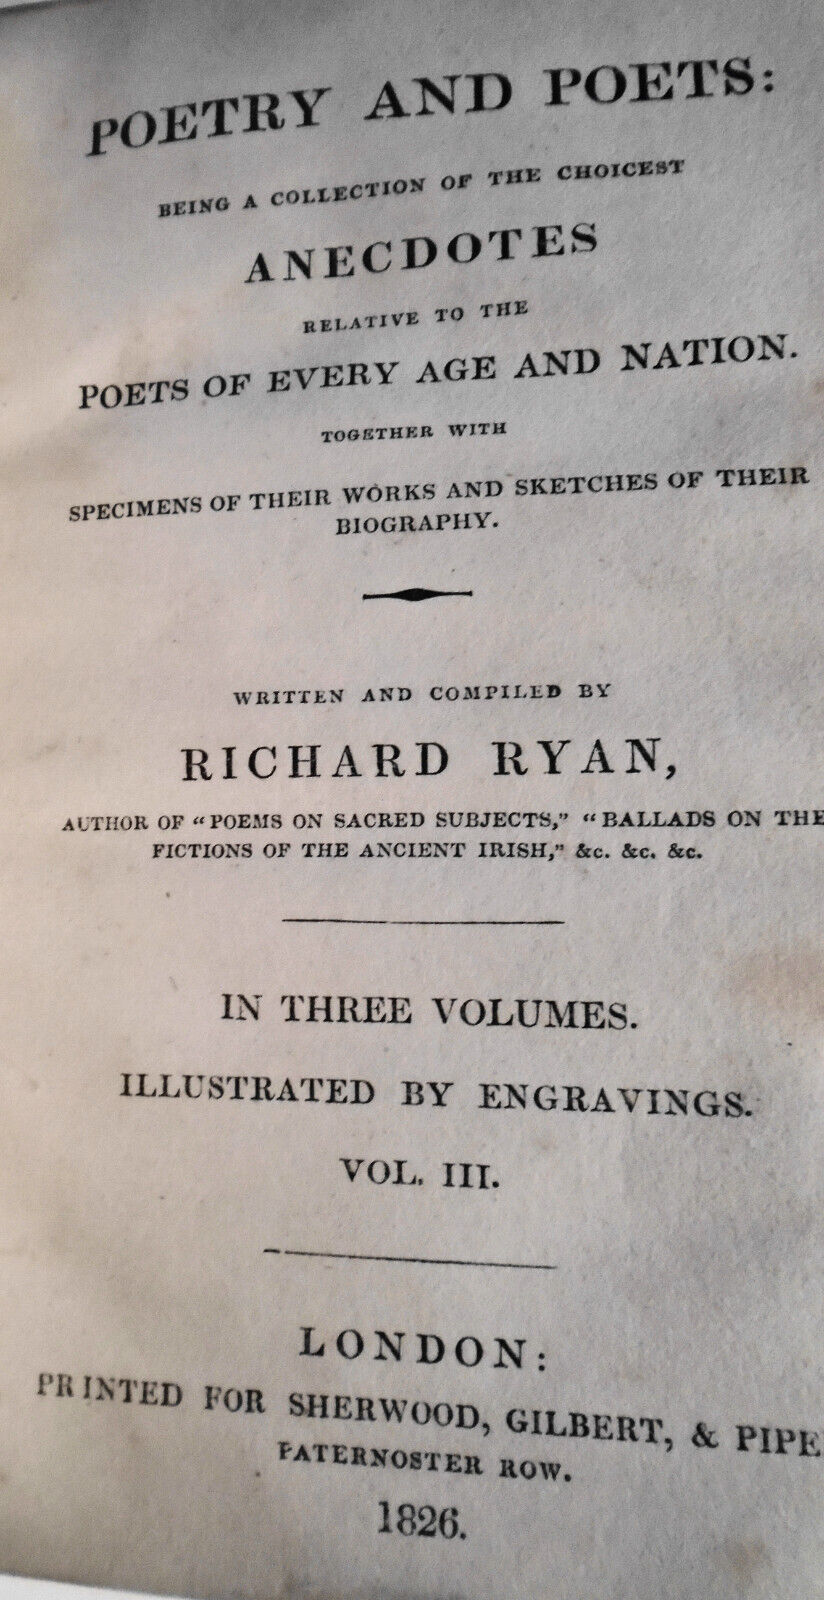 POETRY AND POETS:
BEING A COLLECTION OF THE CHOICEST
ANECDOTES
RELATIVE TO THE
POETS OF EVERY AGE AND NATION.
TOGETHER WITH
SPECIMENS OF THEIR WORKS AND SKETCHES OF THEIR
BIOGRAPHY.
WRITTEN AND COMPILED BY
RICHARD RYAN,
AUTHOR OF "POEMS ON SACRED SUBJECTS," "BALLADS ON THE
FICTIONS OF THE ANCIENT IRISH," &c. &c. &c.
IN THREE VOLUMES.
ILLUSTRATED BY ENGRAVINGS.
VOL. III.
LONDON:
PRINTED FOR SHERWOOD, GILBERT, & PIPE
PATERNOSTER ROW.
1826.